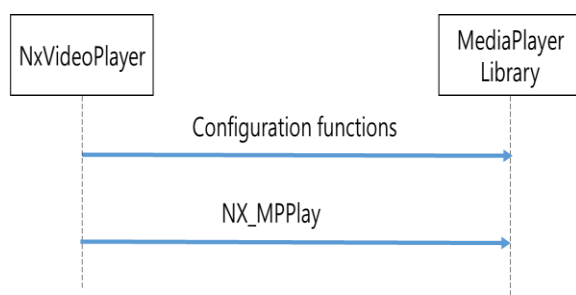 NxVideoPlayer
MediaPlayer
Library
Configuration functions
NX_MPPlay